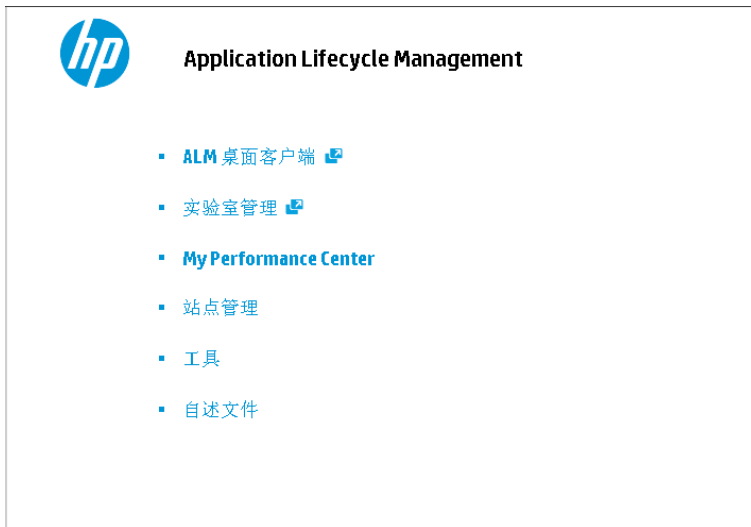 hp
Application Lifecycle Management
ALM 桌面客户端
实验室管理
My Performance Center
站点管理
工具
自述文件